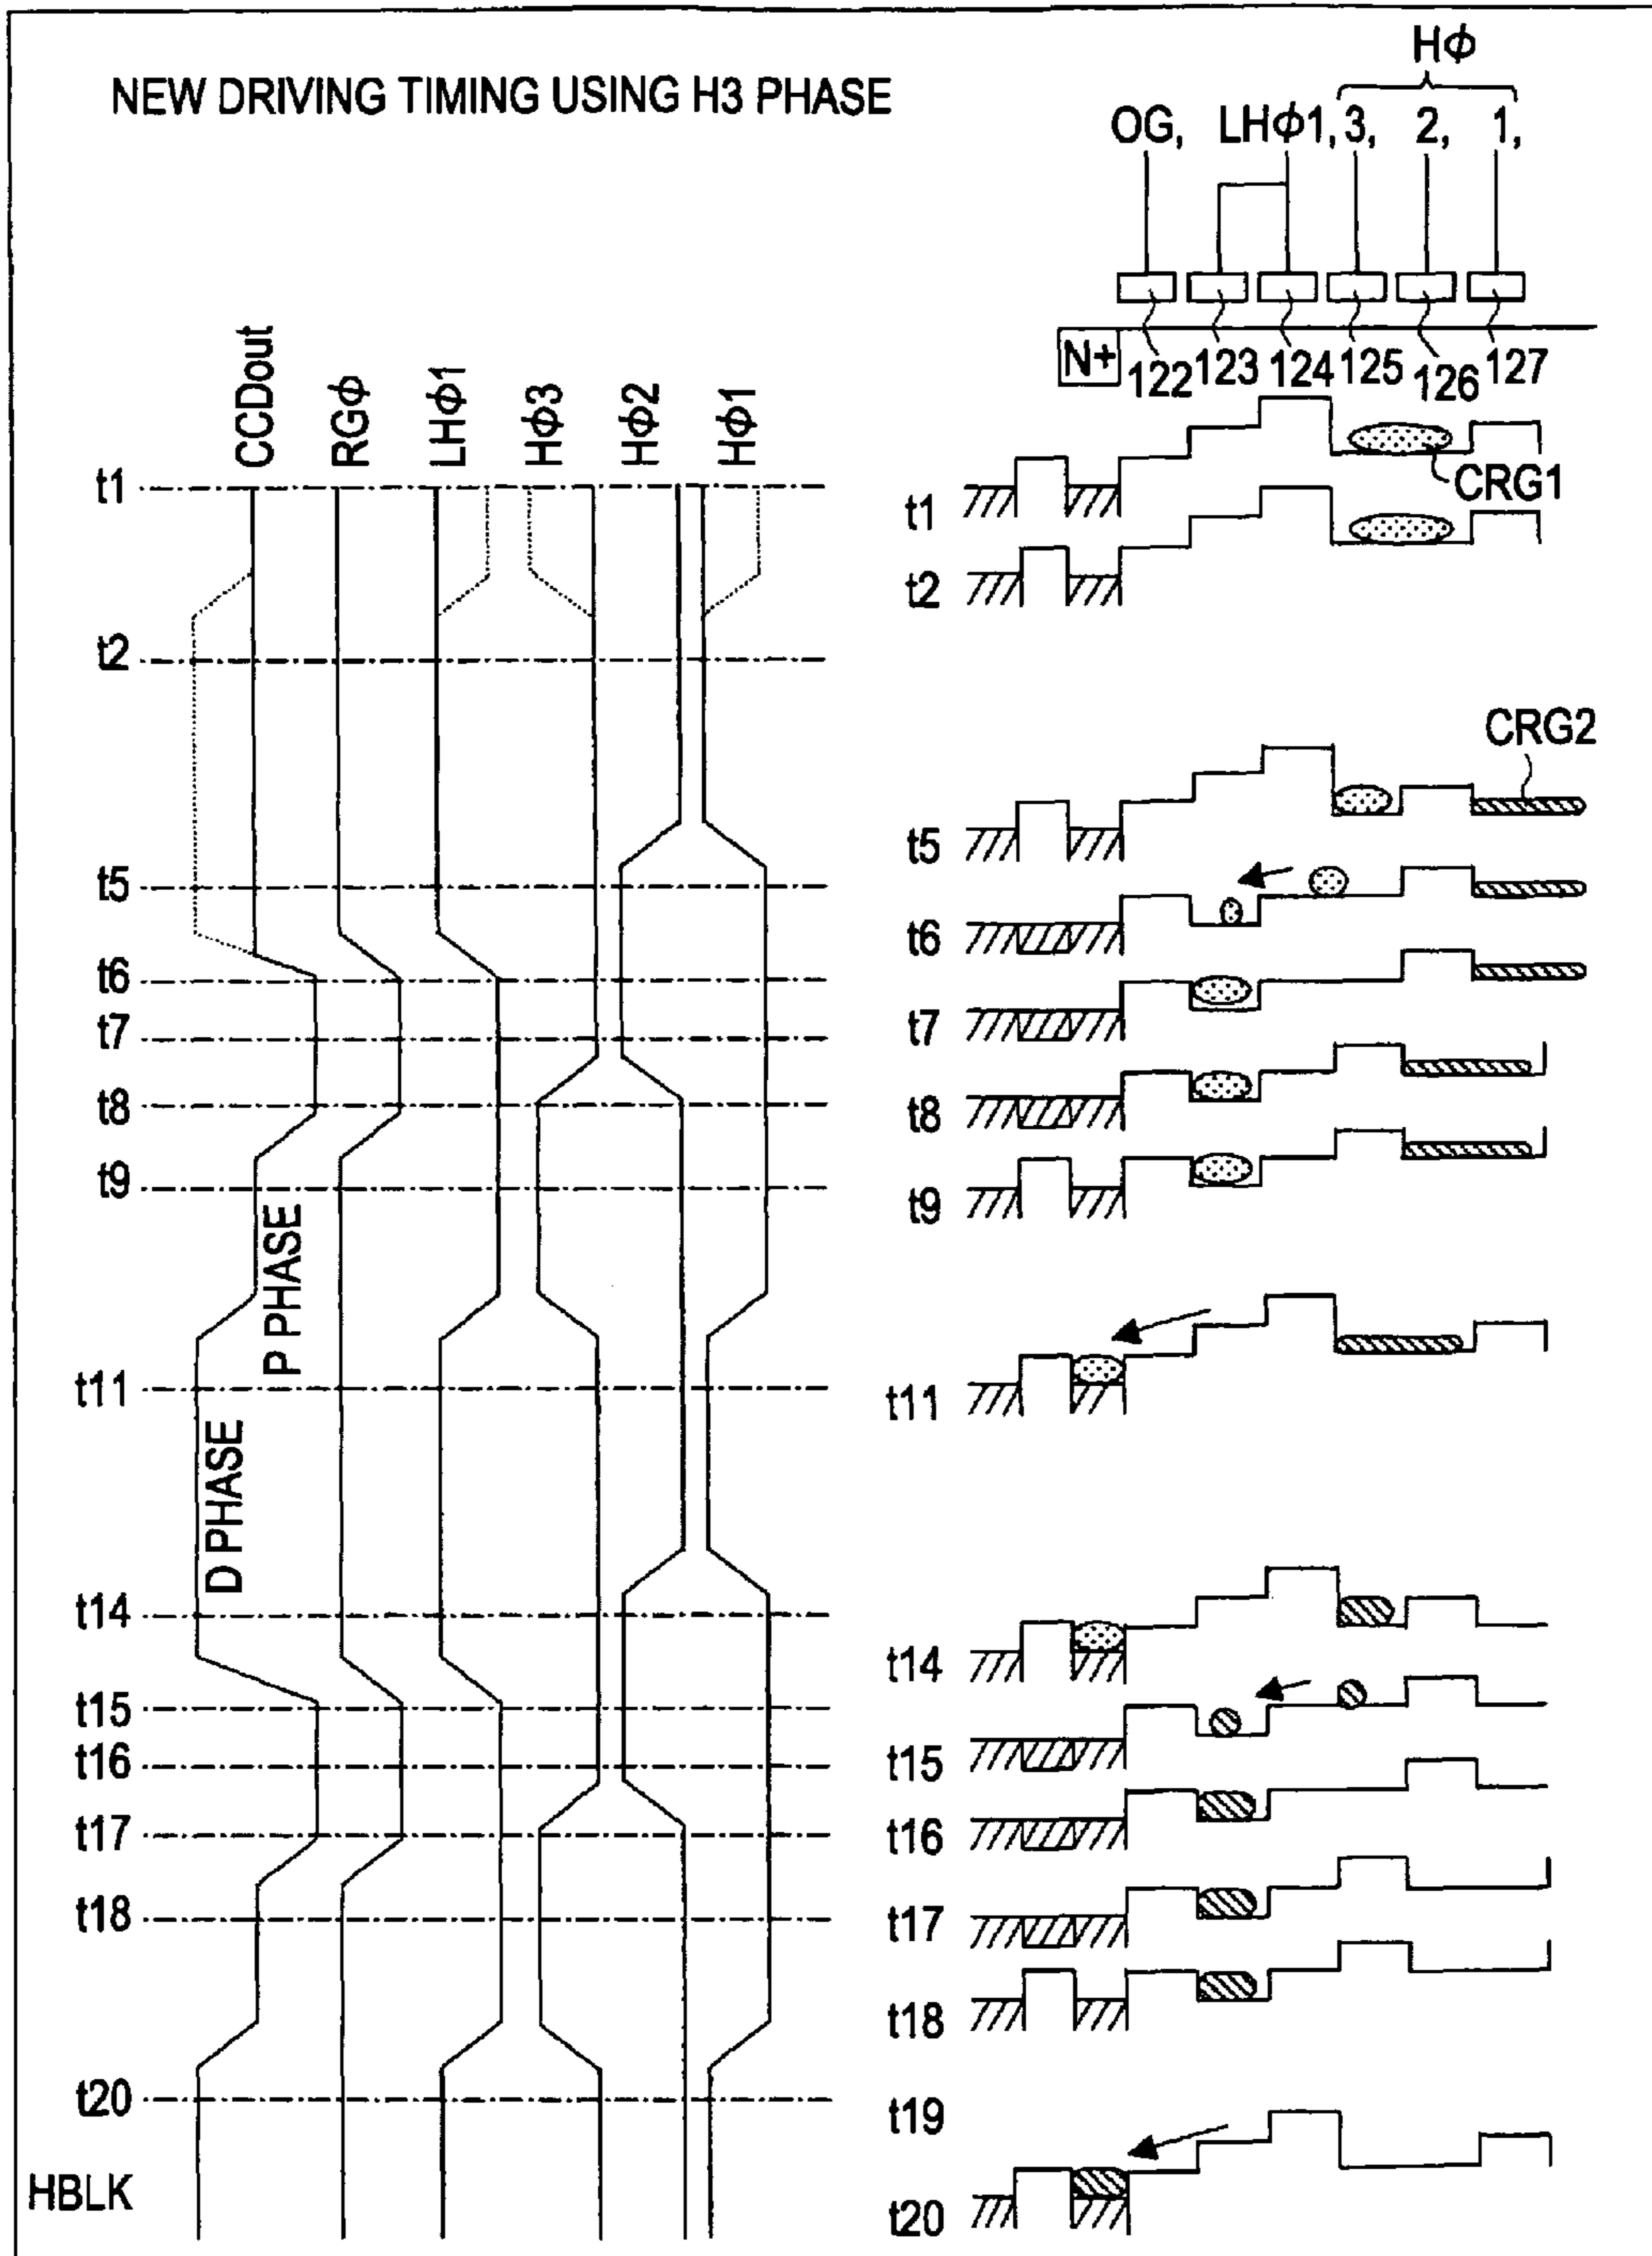 NEW DRIVING TIMING USING H3 PHASE
Hϕ
OG, LHϕ1, 3, 2, 1,
N+ 122 123 124 125 126 127
CCDout RGϕ LHϕ1 Hϕ3 Hϕ2 Hϕ1
t1
t2
t5
t6
t7
t8
t9
P PHASE
t11
D PHASE
t14
t15
t16
t17
t18
t20
HBLK
CRG1
t1
t2
CRG2
t5
t6
t7
t8
t9
t11
t14
t15
t16
t17
t18
t19
t20